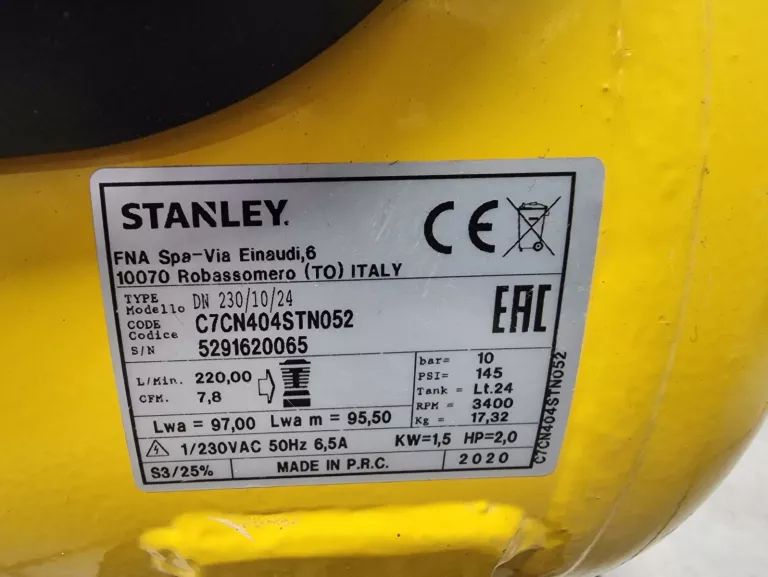 STANLEY.
FNA Spa-Via Einaudi,6
10070 Robassomero (TO) ITALY
TYPE
Modello DN 230/10/24
CODE
Codice C7CN404STN052
S/N 5291620065
CE
EAC
L/Min. 220,00
CFM. 7,8
Lwa = 97,00 Lwa m = 95,50
bar= 10
PSI= 145
Tank = Lt.24
RPM = 3400
Kg = 17,32
1/230VAC 50Hz 6,5A KW=1,5 HP=2,0
S3/25% MADE IN P.R.C. 2020
C7CN404STN052